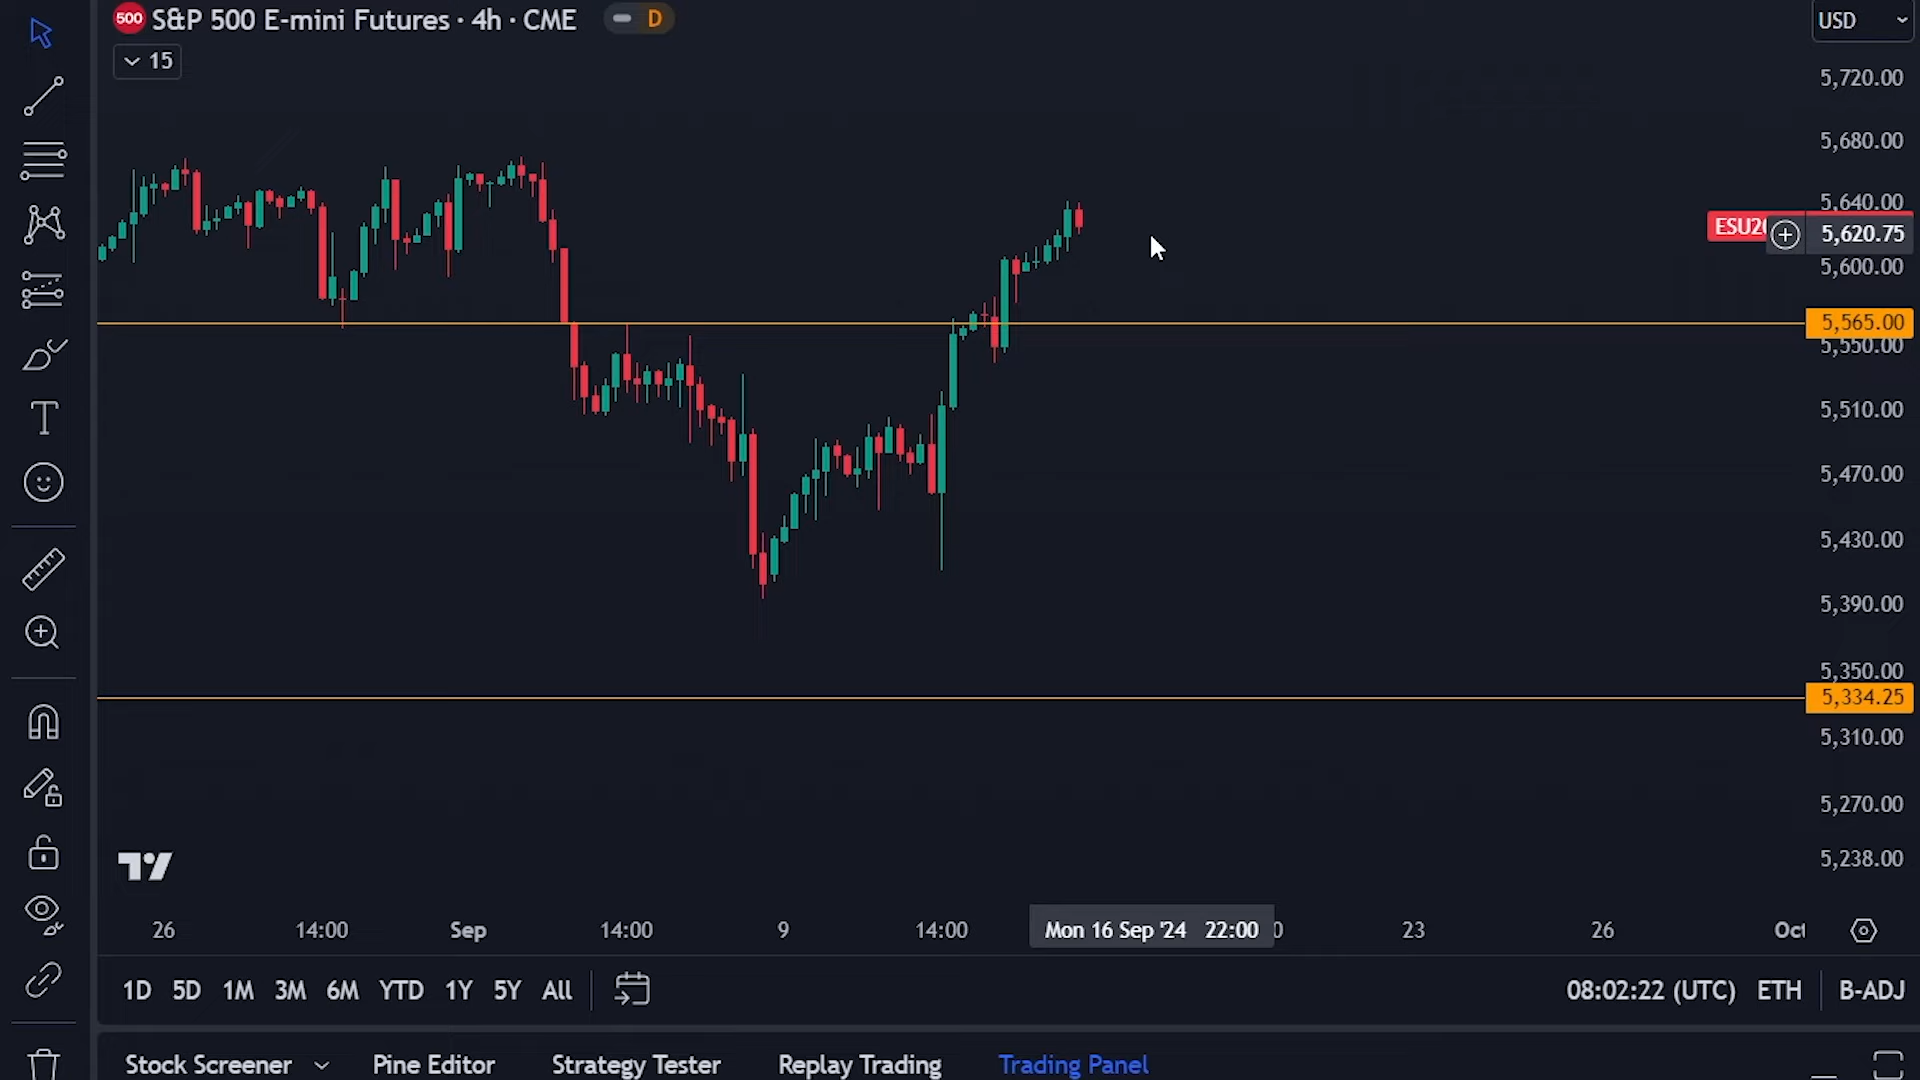 500 S&P 500 E-mini Futures · 4h · CME D
USD
15
5,720.00
5,680.00
5,640.00
ESU20
5,620.75
5,600.00
5,565.00
5,550.00
5,510.00
5,470.00
5,430.00
5,390.00
5,350.00
5,334.25
5,310.00
5,270.00
5,238.00
26 14:00 Sep 14:00 9 14:00 Mon 16 Sep '24 22:00 0 23 26 Oct
1D 5D 1M 3M 6M YTD 1Y 5Y All 08:02:22 (UTC) ETH B-ADJ
Stock Screener Pine Editor Strategy Tester Replay Trading Trading Panel